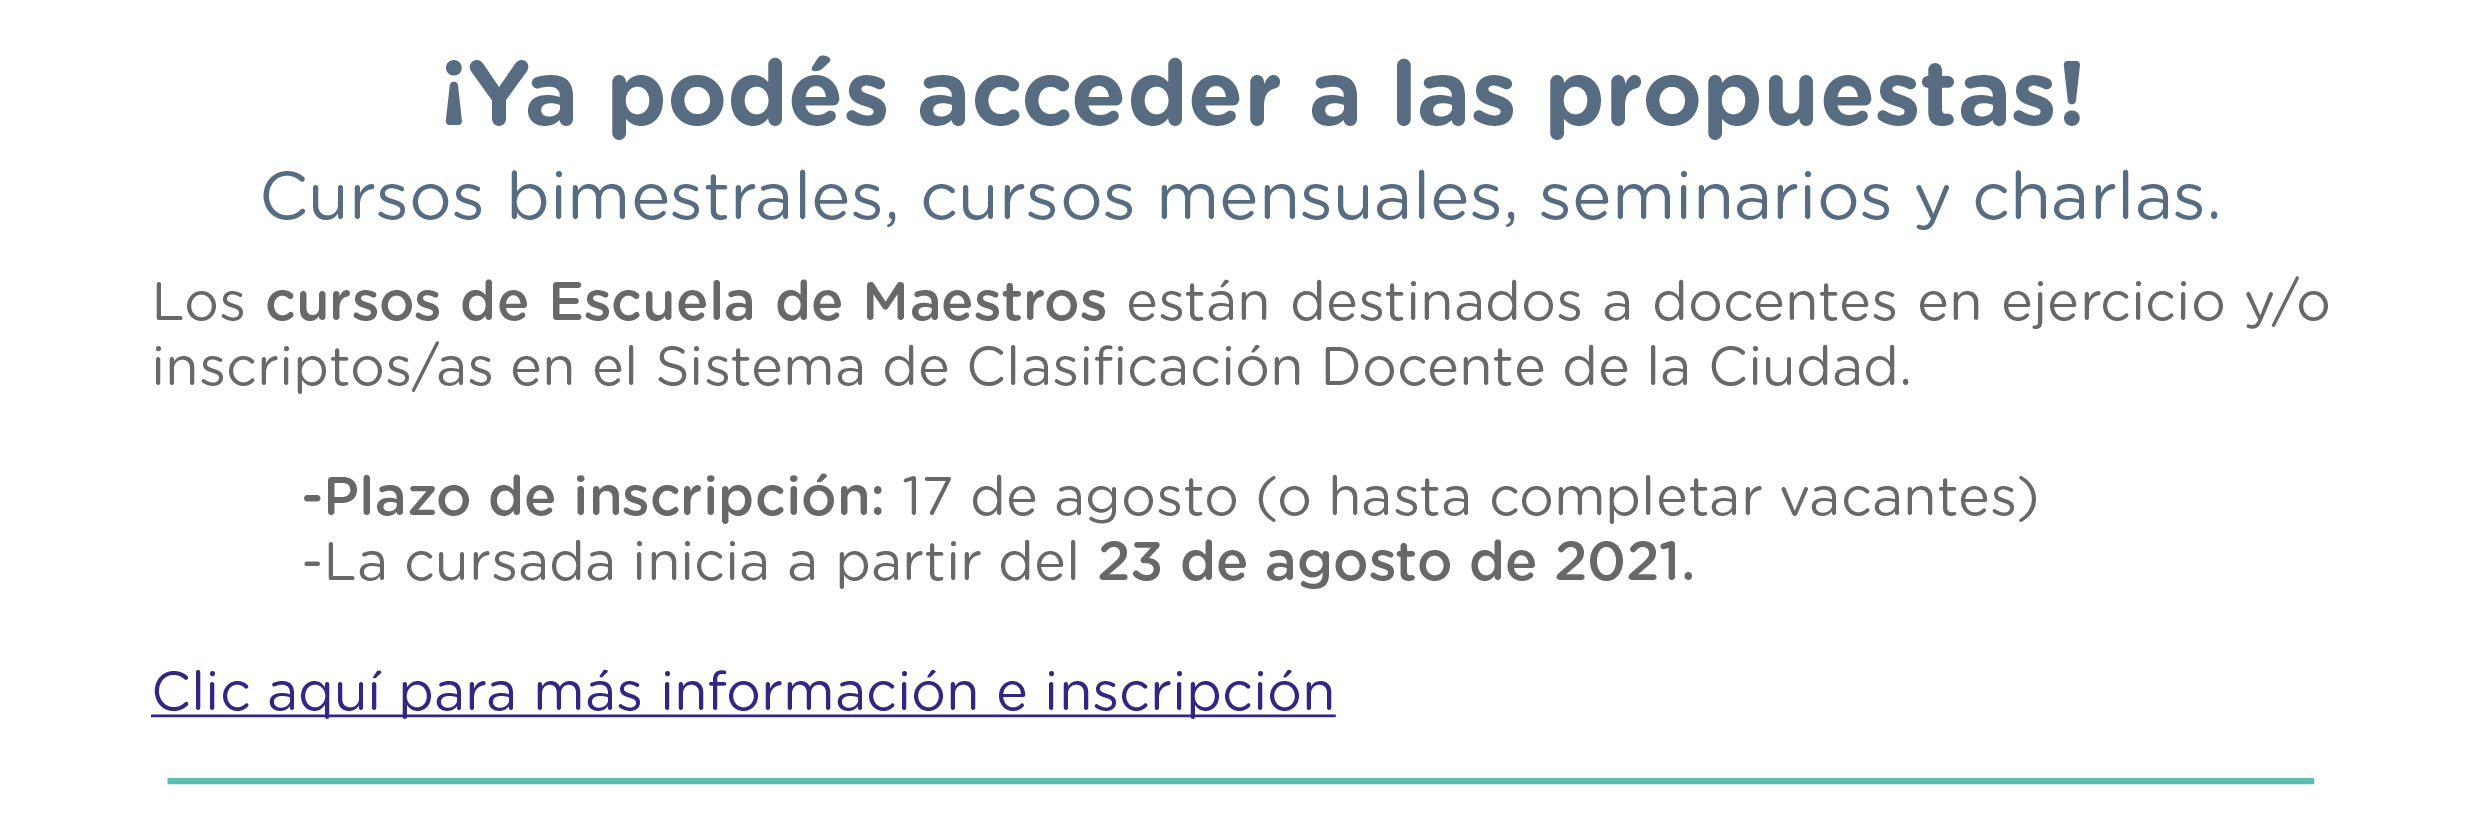 ¡Ya podés acceder a las propuestas!
Cursos bimestrales, cursos mensuales, seminarios y charlas.
Los cursos de Escuela de Maestros están destinados a docentes en ejercicio y/o
inscriptos/as en el Sistema de Clasificación Docente de la Ciudad.
-Plazo de inscripción: 17 de agosto (o hasta completar vacantes)
-La cursada inicia a partir del 23 de agosto de 2021.
Clic aquí para más información e inscripción